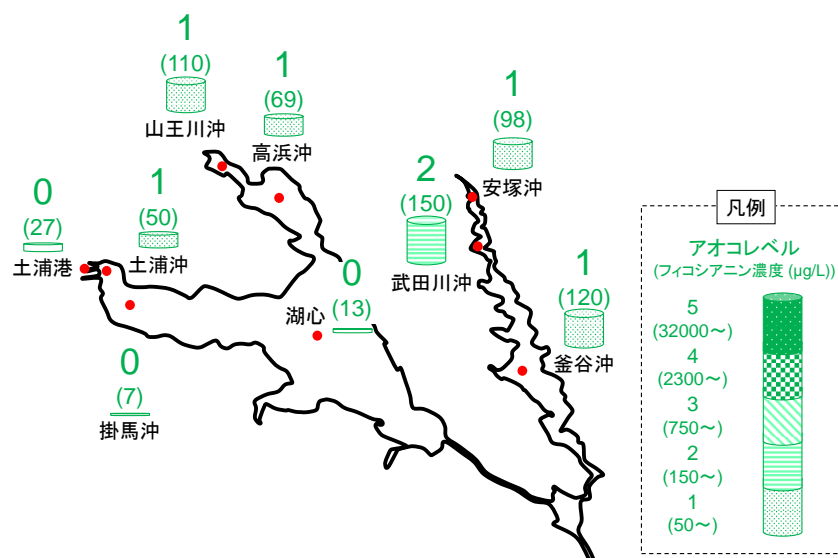 1
(110)
山王川沖
1
(69)
高浜沖
1
(98)
安塚沖
2
(150)
武田川沖
0
(27)
土浦港
1
(50)
土浦沖
0
(13)
湖心
1
(120)
釜谷沖
0
(7)
掛馬沖
凡例
アオコレベル
(フィコシアニン濃度 (µg/L))
5
(32000～)
4
(2300～)
3
(750～)
2
(150～)
1
(50～)